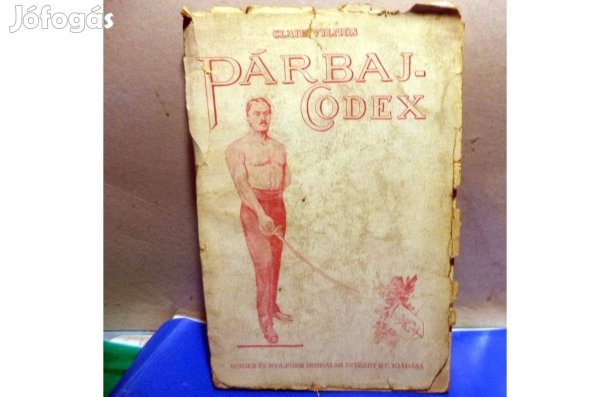 Jófogás
CLAIR VILMOS
PÁRBAJ-
CODEX
SINGER ÉS WOLFNER IRODALMI INTÉZET RT. KIADÁSA